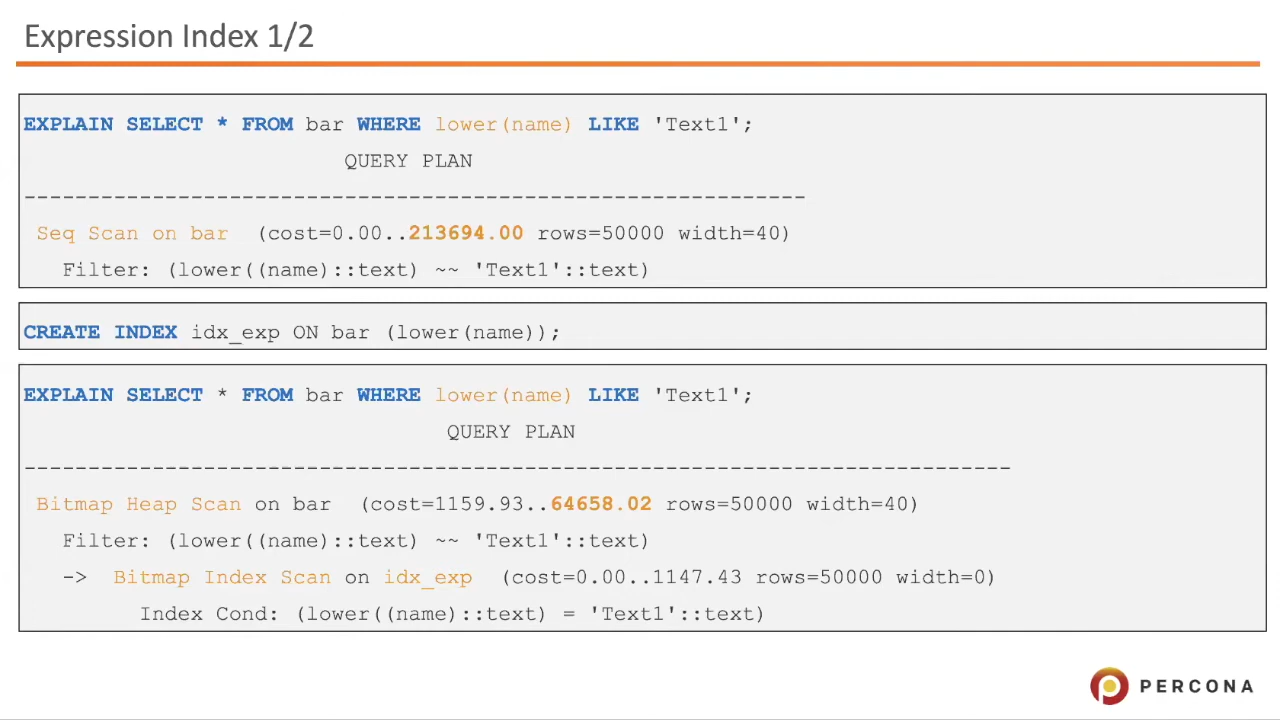 Expression Index 1/2
EXPLAIN SELECT * FROM bar WHERE lower(name) LIKE 'Text1';
QUERY PLAN
-------------------------------------------------------------
Seq Scan on bar (cost=0.00..213694.00 rows=50000 width=40)
Filter: (lower((name)::text) ~~ 'Text1'::text)
CREATE INDEX idx_exp ON bar (lower(name));
EXPLAIN SELECT * FROM bar WHERE lower(name) LIKE 'Text1';
QUERY PLAN
-----------------------------------------------------------------------------
Bitmap Heap Scan on bar (cost=1159.93..64658.02 rows=50000 width=40)
Filter: (lower((name)::text) ~~ 'Text1'::text)
-> Bitmap Index Scan on idx_exp (cost=0.00..1147.43 rows=50000 width=0)
Index Cond: (lower((name)::text) = 'Text1'::text)
PERCONA